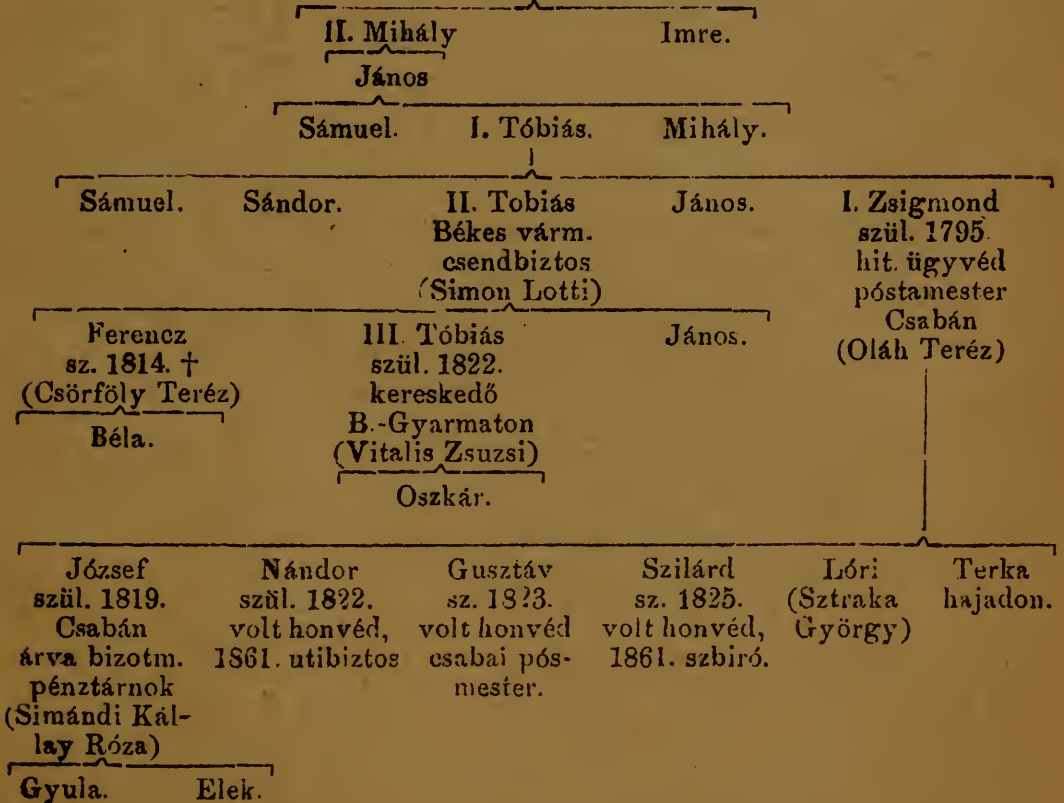 II. Mihály Imre.
János
Sámuel. I. Tóbiás. Mihály.
Sámuel. Sándor. II. Tobiás János. I. Zsigmond
Békes várm. szül. 1795.
csendbiztos hit. ügyvéd
(Simon Lotti) póstamester
Ferencz III. Tóbiás János. Csabán
sz. 1814. † szül. 1822. (Oláh Teréz)
(Csörföly Teréz) kereskedő
Béla. B.-Gyarmaton
(Vitalis Zsuzsi)
Oszkár.
József Nándor Gusztáv Szilárd Lóri Terka
szül. 1819. szül. 1822. sz. 1823. sz. 1825. (Sztraka hajadon.
Csabán volt honvéd, volt honvéd volt honvéd, György)
árva bizotm. 1861. utibiztos csabai pós- 1861. szbiró.
pénztárnok mester.
(Simándi Kál-
lay Róza)
Gyula. Elek.